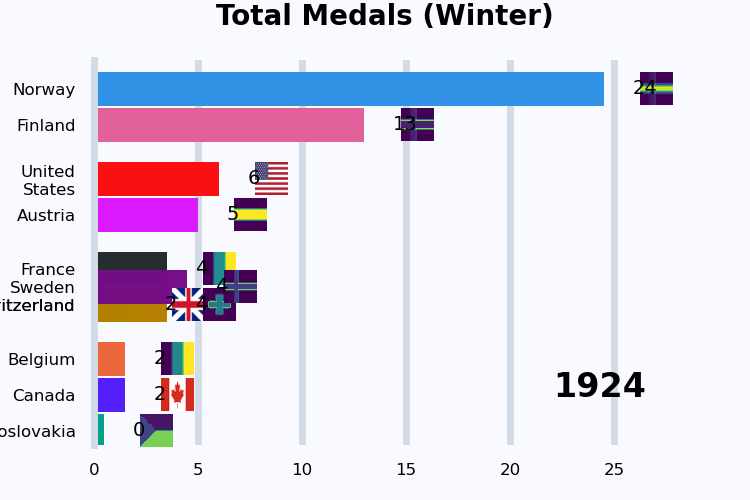 Total Medals (Winter)
Norway 24
Finland 13
United
States 6
Austria 5
France 4
Sweden 4
itzerland 2 4
Belgium 2
Canada 2
oslovakia 0
1924
0 5 10 15 20 25